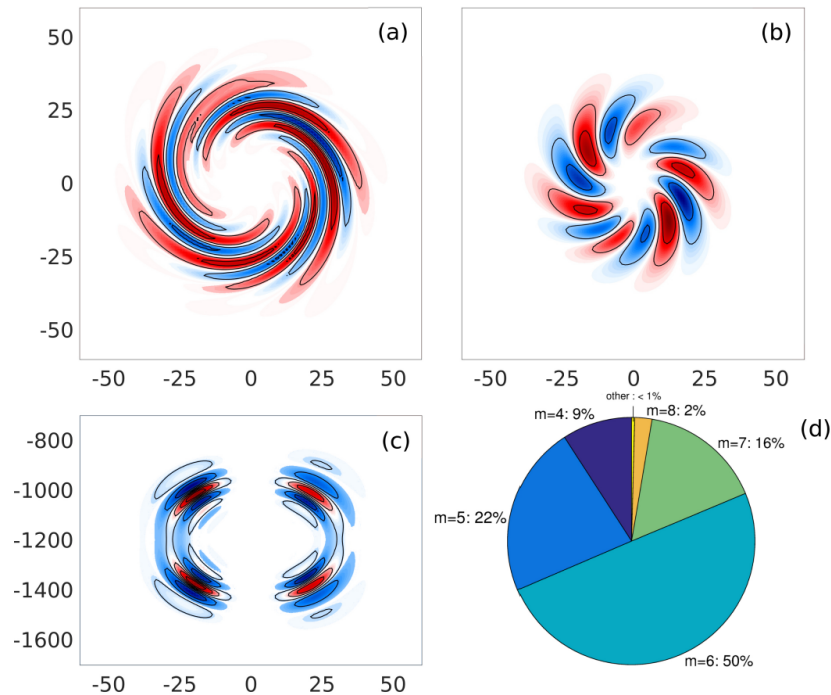 (a)
50
25
0
-25
-50
-50 -25 0 25 50
(b)
-50 -25 0 25 50
(c)
-800
-1000
-1200
-1400
-1600
-50 -25 0 25 50
(d)
other : < 1%
m=4: 9%
m=8: 2%
m=7: 16%
m=5: 22%
m=6: 50%